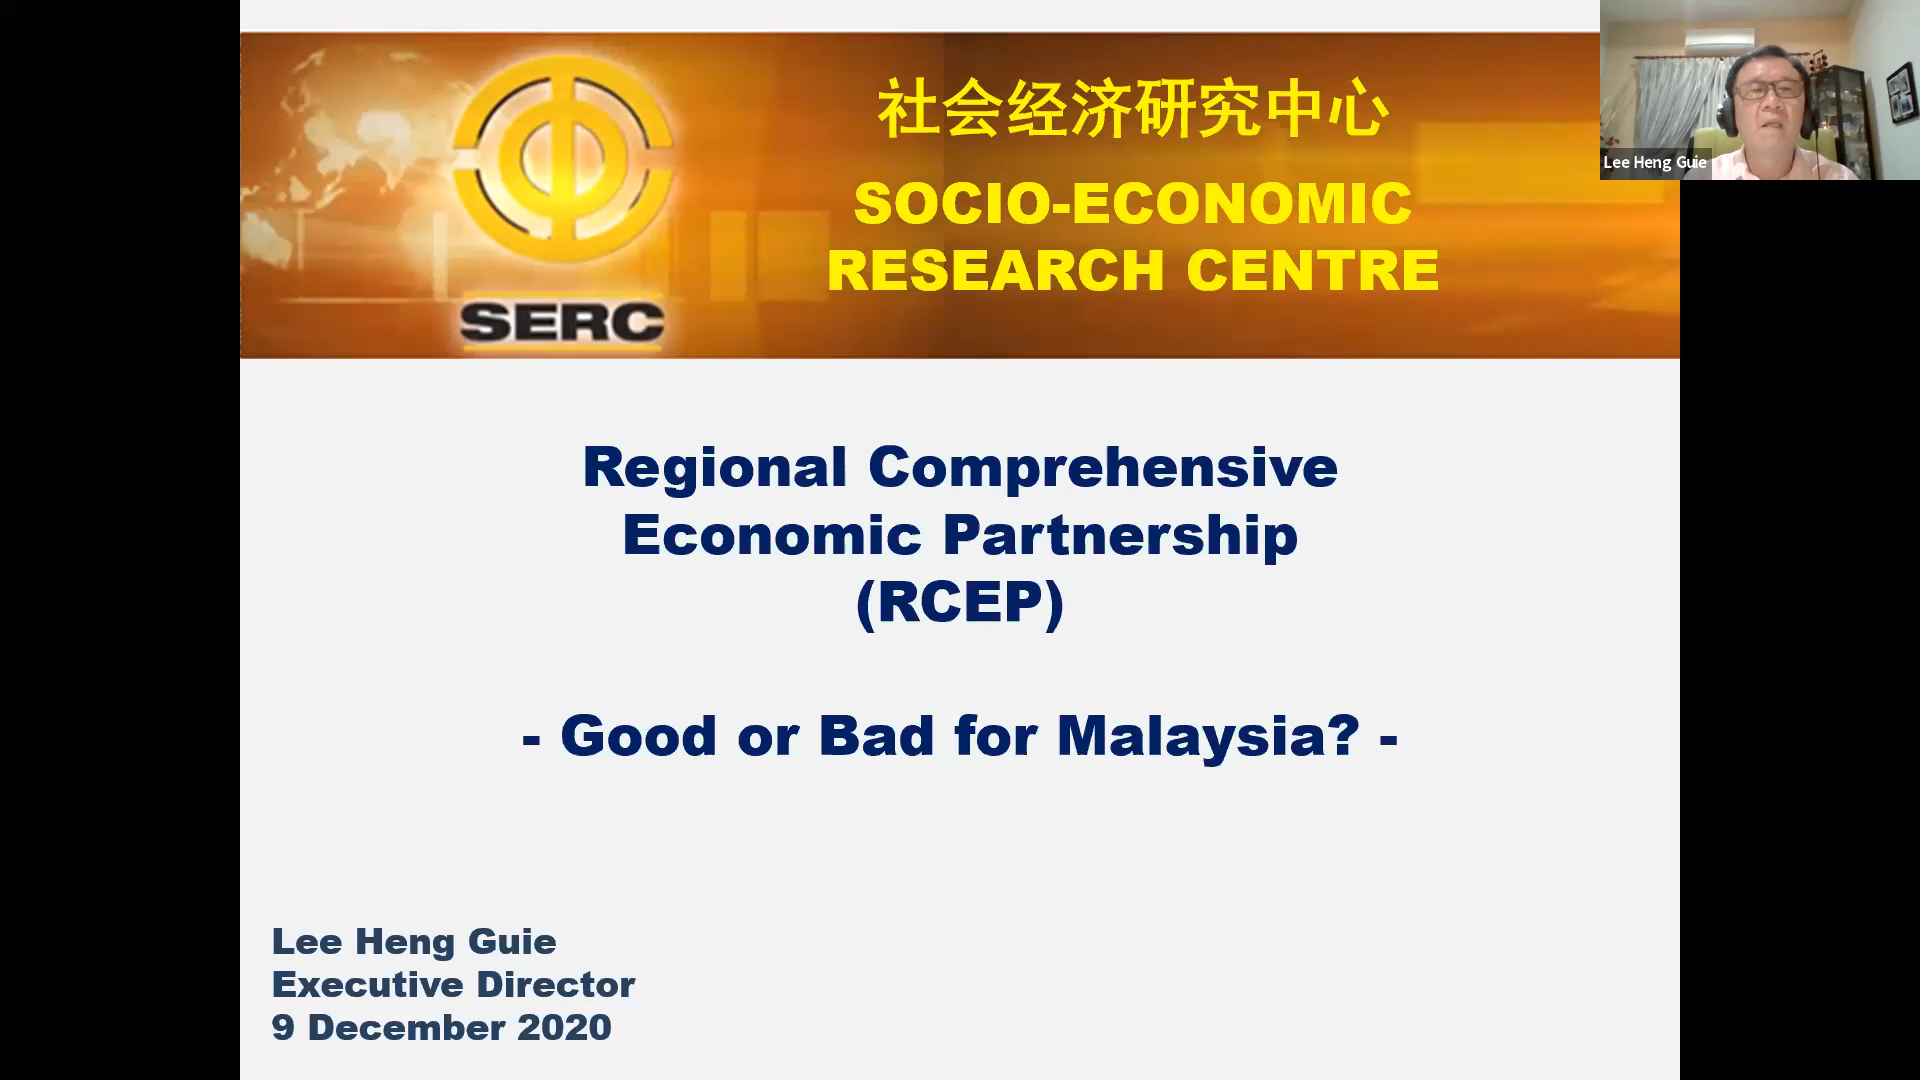 社会经济研究中心
SOCIO-ECONOMIC
RESEARCH CENTRE
SERC
Lee Heng Guie
Regional Comprehensive
Economic Partnership
(RCEP)
- Good or Bad for Malaysia? -
Lee Heng Guie
Executive Director
9 December 2020